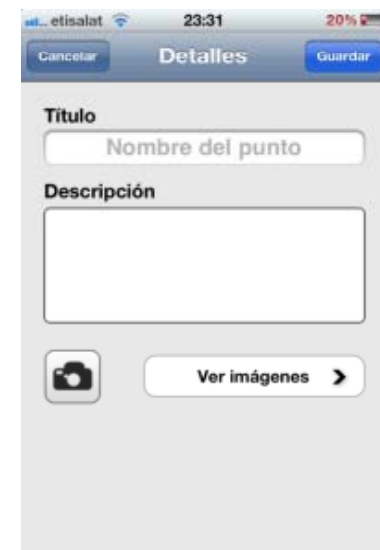 etisalat 23:31 20%
Cancelar Detalles Guardar
Título
Nombre del punto
Descripción
Ver imágenes